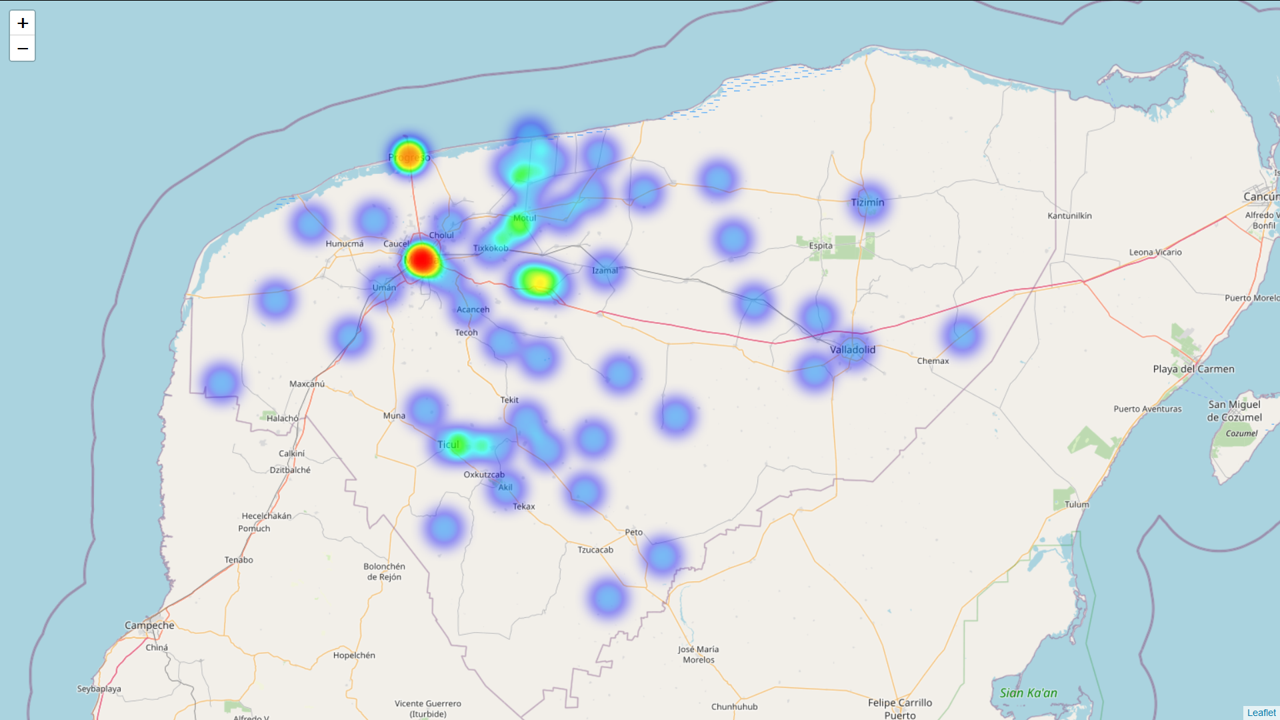 +
−
Progreso
Tizimín
Cancún
Kantunilkin
Alfredo V.
Bonfil
Motul
Cholul
Hunucmá
Caucel
Tixkokob
Espita
Leona Vicario
Izamal
Umán
Puerto Morelos
Acanceh
Tecoh
Valladolid
Chemax
Playa del Carmen
Maxcanú
Tekit
Puerto Aventuras
San Miguel
de Cozumel
Muna
Halachó
Cozumel
Ticul
Calkiní
Dzitbalché
Oxkutzcab
Akil
Tekax
Tulum
Hecelchakán
Pomuch
Peto
Tzucacab
Tenabo
Bolonchén
de Rejón
Campeche
Chiná
José María
Morelos
Hopelchén
Seybaplaya
Sian Ka'an
Vicente Guerrero
(Iturbide)
Chunhuhub
Felipe Carrillo
Puerto
Alfredo V.
Leaflet